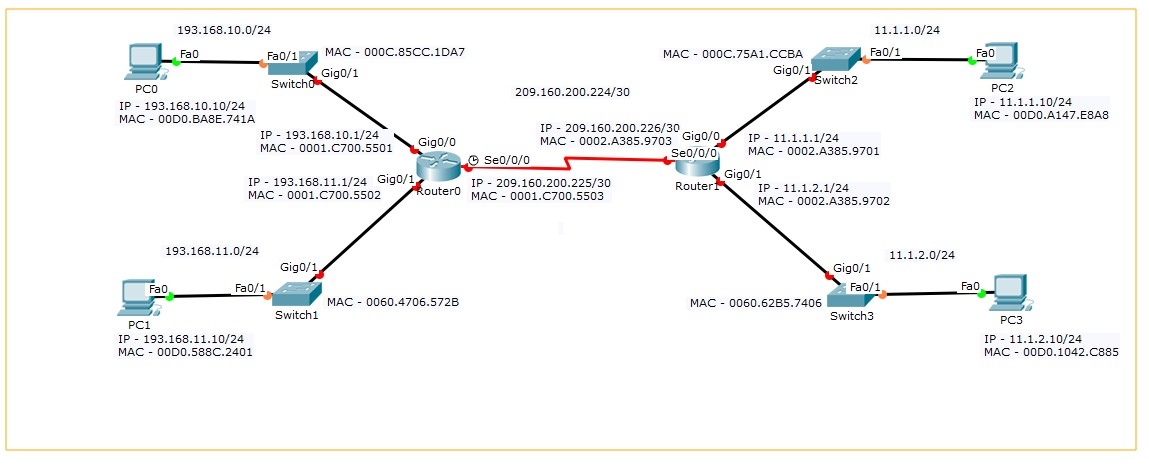 193.168.10.0/24
Fa0
Fa0/1
MAC - 000C.85CC.1DA7
Gig0/1
Switch0
PC0
IP - 193.168.10.10/24
MAC - 00D0.BA8E.741A
IP - 193.168.10.1/24
MAC - 0001.C700.5501
Gig0/0
Se0/0/0
Router0
IP - 193.168.11.1/24
MAC - 0001.C700.5502
Gig0/1
IP - 209.160.200.225/30
MAC - 0001.C700.5503
193.168.11.0/24
Gig0/1
Fa0
Fa0/1
Switch1
MAC - 0060.4706.572B
PC1
IP - 193.168.11.10/24
MAC - 00D0.588C.2401
209.160.200.224/30
IP - 209.160.200.226/30
MAC - 0002.A385.9703
11.1.1.0/24
MAC - 000C.75A1.CCBA
Fa0/1
Fa0
Gig0/1
Switch2
PC2
IP - 11.1.1.10/24
MAC - 00D0.A147.E8A8
Gig0/0
Se0/0/0
IP - 11.1.1.1/24
MAC - 0002.A385.9701
Gig0/1
Router1
IP - 11.1.2.1/24
MAC - 0002.A385.9702
11.1.2.0/24
Gig0/1
Fa0/1
Fa0
MAC - 0060.62B5.7406
Switch3
PC3
IP - 11.1.2.10/24
MAC - 00D0.1042.C885